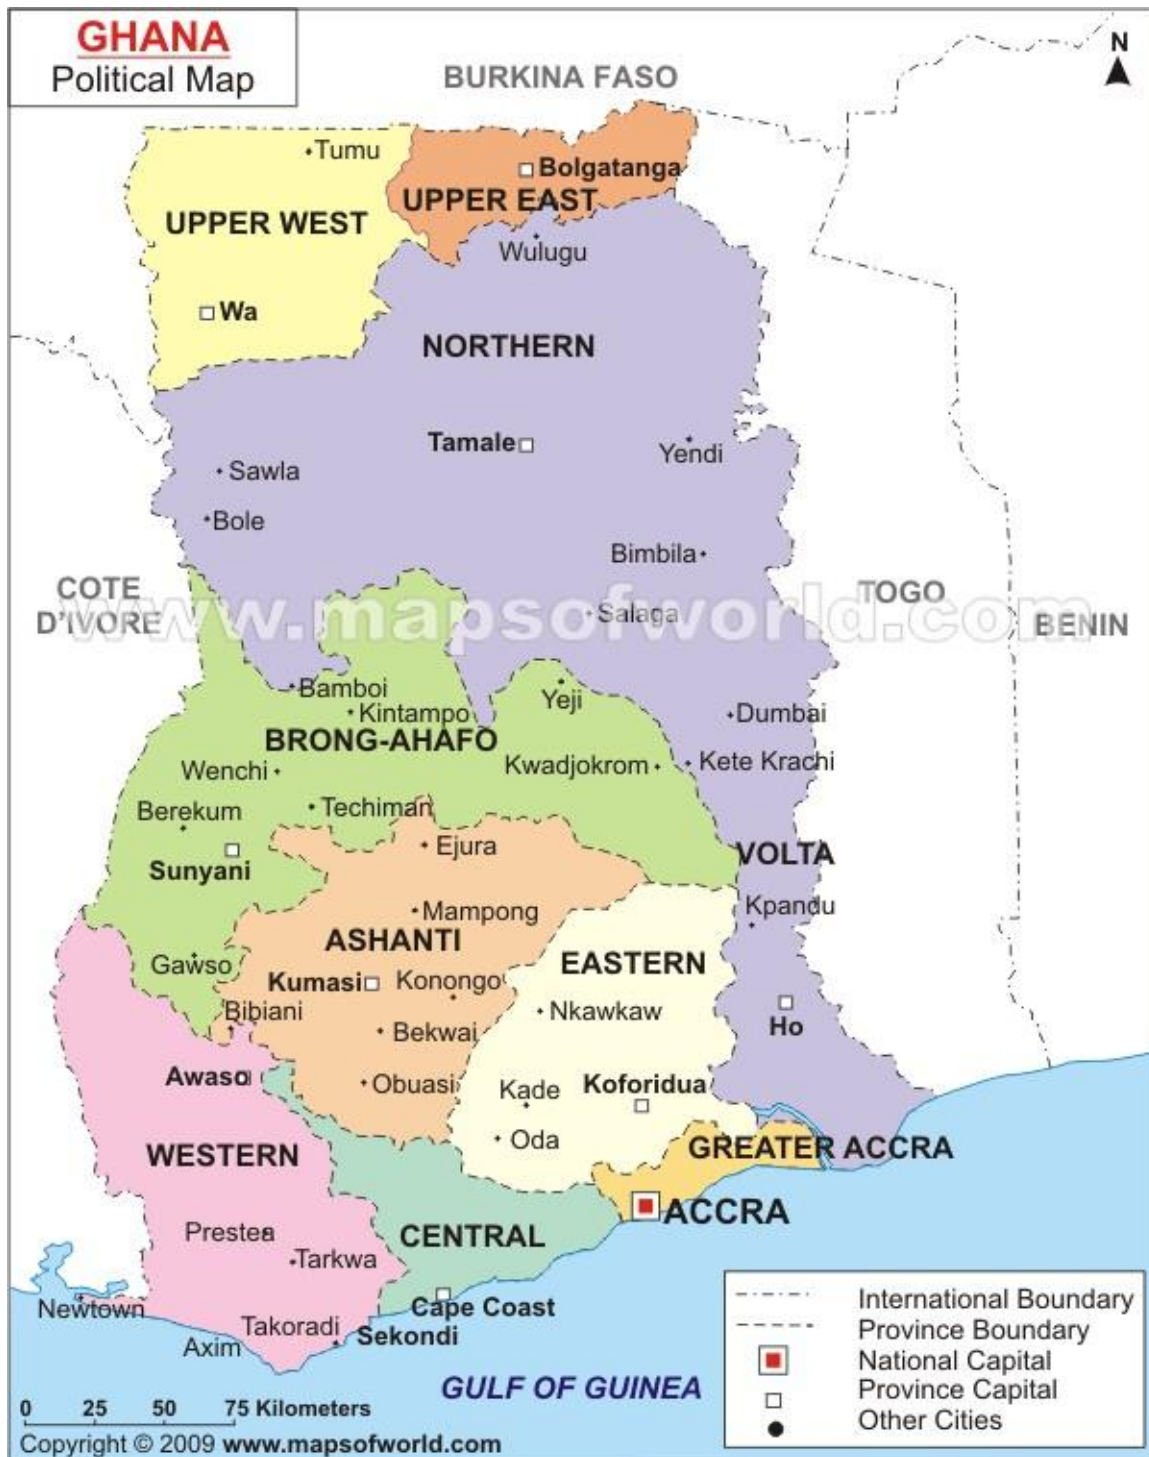 GHANA
Political Map
N
BURKINA FASO
Tumu
Bolgatanga
UPPER EAST
UPPER WEST
Wulugu
Wa
NORTHERN
Tamale
Yendi
Sawla
Bole
Bimbila
COTE
D'IVORE
TOGO
BENIN
www.mapsofworld.com
Salaga
Bamboi
Yeji
Kintampo
Dumbai
BRONG-AHAFO
Wenchi
Kwadjokrom
Kete Krachi
Berekum
Techiman
Ejura
VOLTA
Sunyani
Kpandu
Mampong
ASHANTI
EASTERN
Gawso
Kumasi
Konongo
Nkawkaw
Bibiani
Bekwai
Ho
Awaso
Obuasi
Kade
Koforidua
Oda
WESTERN
GREATER ACCRA
ACCRA
Prestea
CENTRAL
Tarkwa
Newtown
Cape Coast
Takoradi
Sekondi
Axim
GULF OF GUINEA
International Boundary
Province Boundary
National Capital
Province Capital
Other Cities
0 25 50 75 Kilometers
Copyright © 2009 www.mapsofworld.com